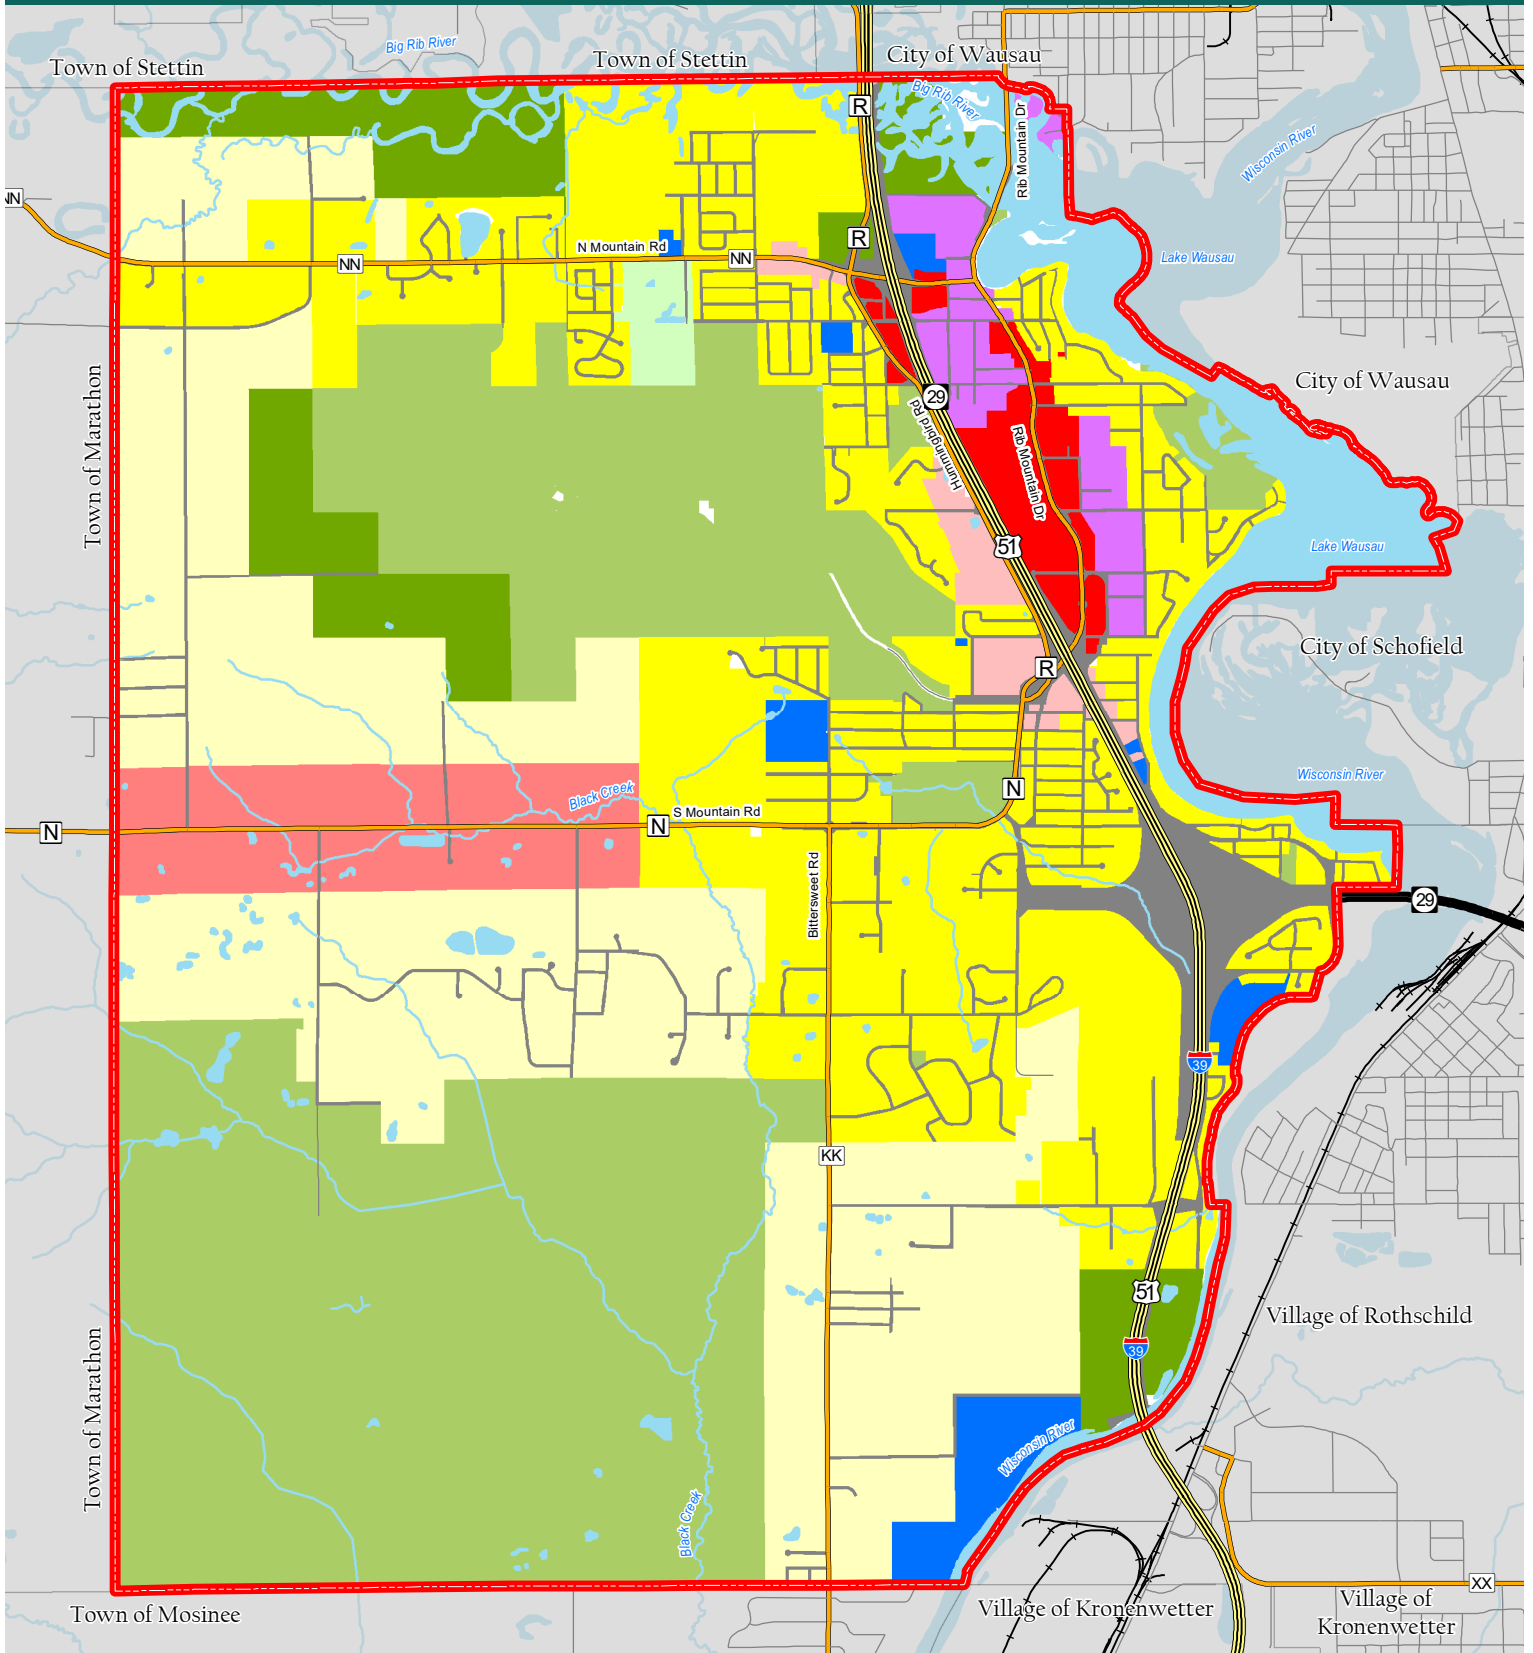 Big Rib River
Town of Stettin
Town of Stettin
City of Wausau
R
Big Rib River
Rib Mountain Dr
Wisconsin River
NN
R
N Mountain Rd
NN
NN
Lake Wausau
Town of Marathon
City of Wausau
29
Hummingbird Rd
Rib Mountain Dr
51
Lake Wausau
City of Schofield
R
Wisconsin River
Black Creek
N
S Mountain Rd
N
N
Bittersweet Rd
29
39
KK
51
Village of Rothschild
39
Town of Marathon
Wisconsin River
Black Creek
XX
Town of Mosinee
Village of Kronenwetter
Village of
Kronenwetter